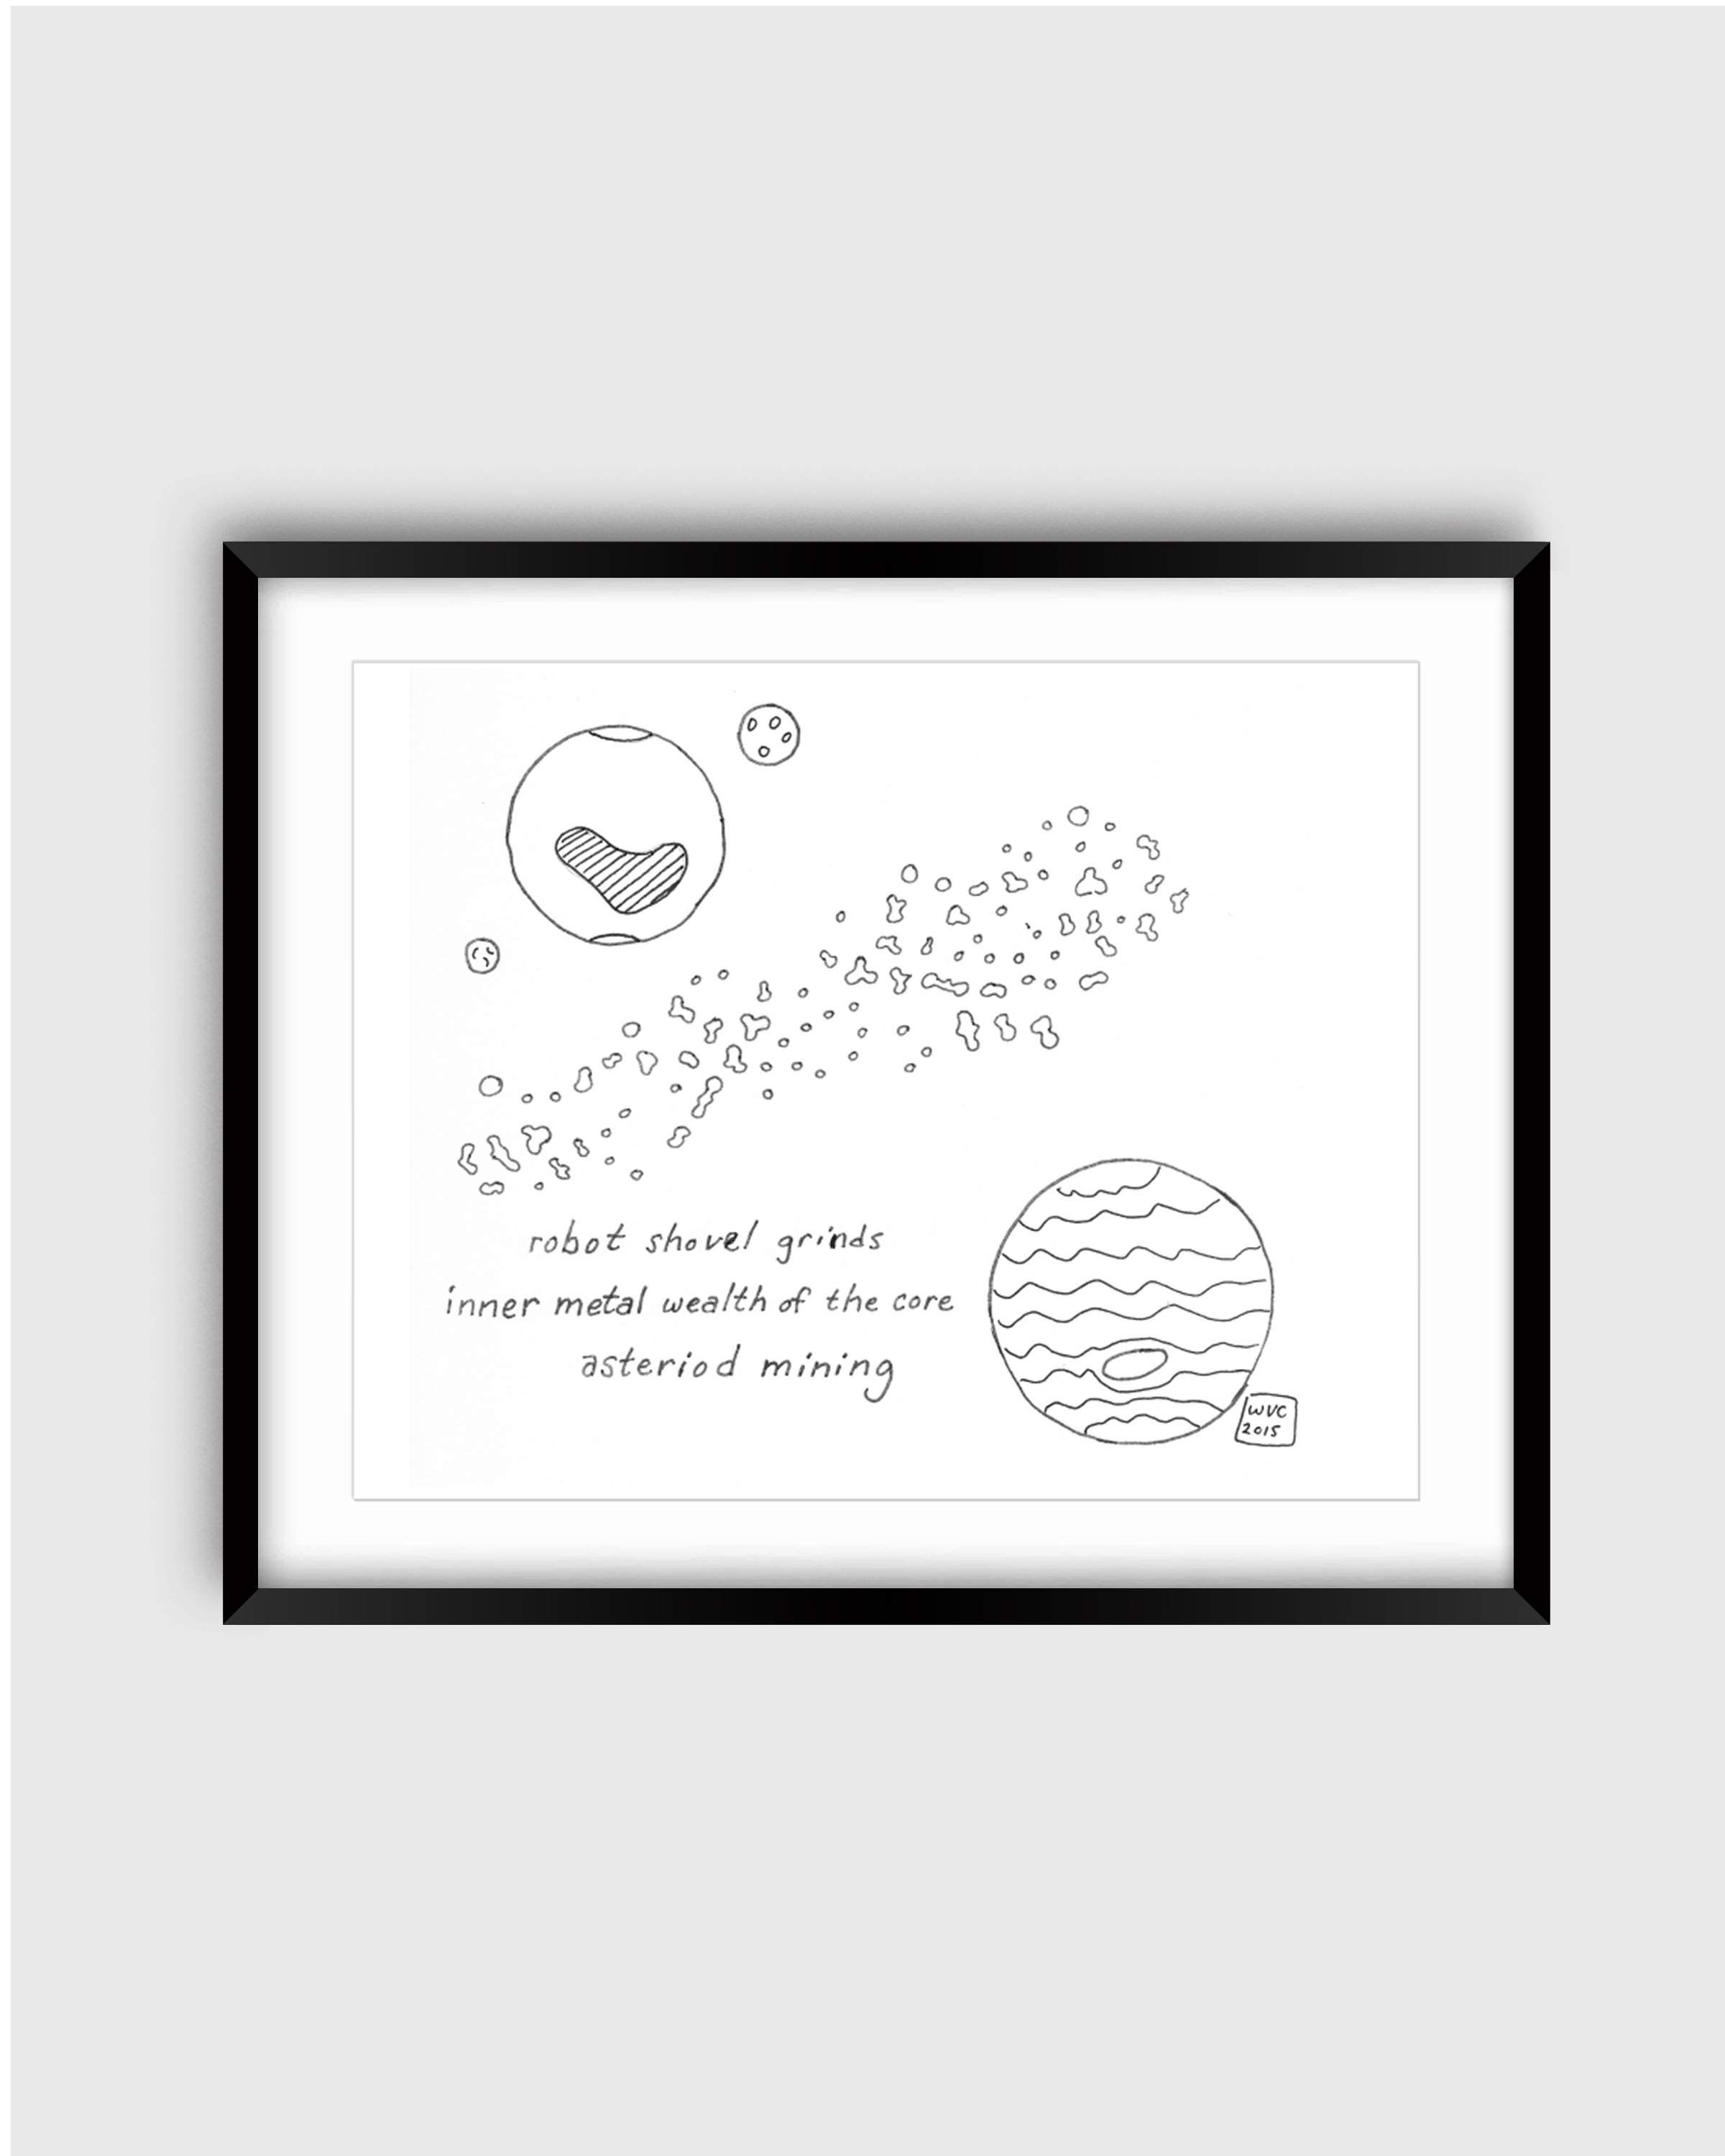 robot shovel grinds
inner metal wealth of the core
asteriod mining
WVC
2015